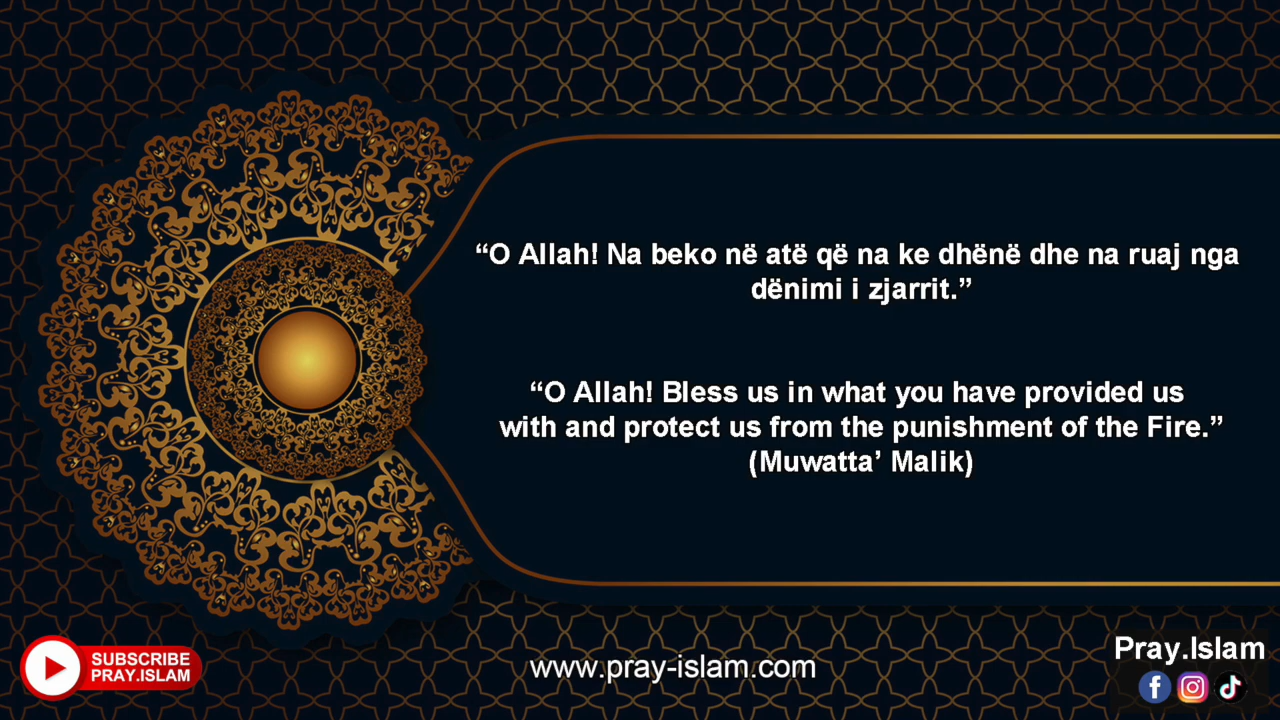 “O Allah! Na beko në atë që na ke dhënë dhe na ruaj nga
dënimi i zjarrit.”
“O Allah! Bless us in what you have provided us
with and protect us from the punishment of the Fire.”
(Muwatta’ Malik)
SUBSCRIBE
PRAY.ISLAM
www.pray-islam.com
Pray.Islam